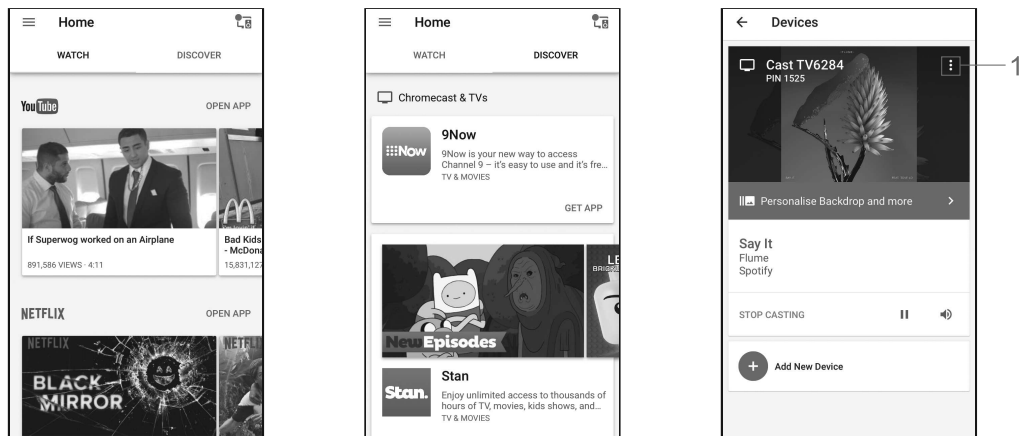 Home
WATCH DISCOVER
YouTube OPEN APP
If Superwog worked on an Airplane
891,586 VIEWS · 4:11
Bad Kids
- McDona
15,831,127
NETFLIX OPEN APP
NETFLIX
BLACK
MIRROR
NETFLI
Home
WATCH DISCOVER
Chromecast & TVs
9Now
9Now
9Now is your new way to access
Channel 9 – it's easy to use and it's fre...
TV & MOVIES
GET APP
New Episodes
LE
Stan.
Stan
Enjoy unlimited access to thousands of
hours of TV, movies, kids shows, and...
TV & MOVIES
Devices
Cast TV6284
PIN 1525
1
Personalise Backdrop and more
Say It
Flume
Spotify
STOP CASTING
Add New Device